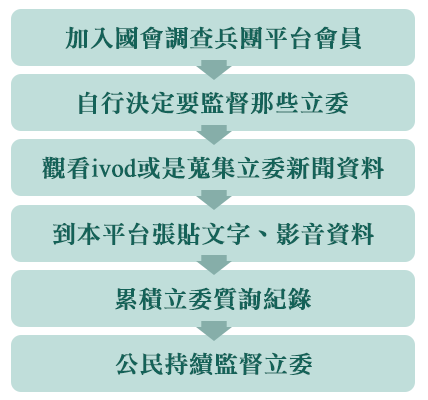 加入國會調查兵團平台會員
自行決定要監督那些立委
觀看ivod或是蒐集立委新聞資料
到本平台張貼文字、影音資料
累積立委質詢紀錄
公民持續監督立委